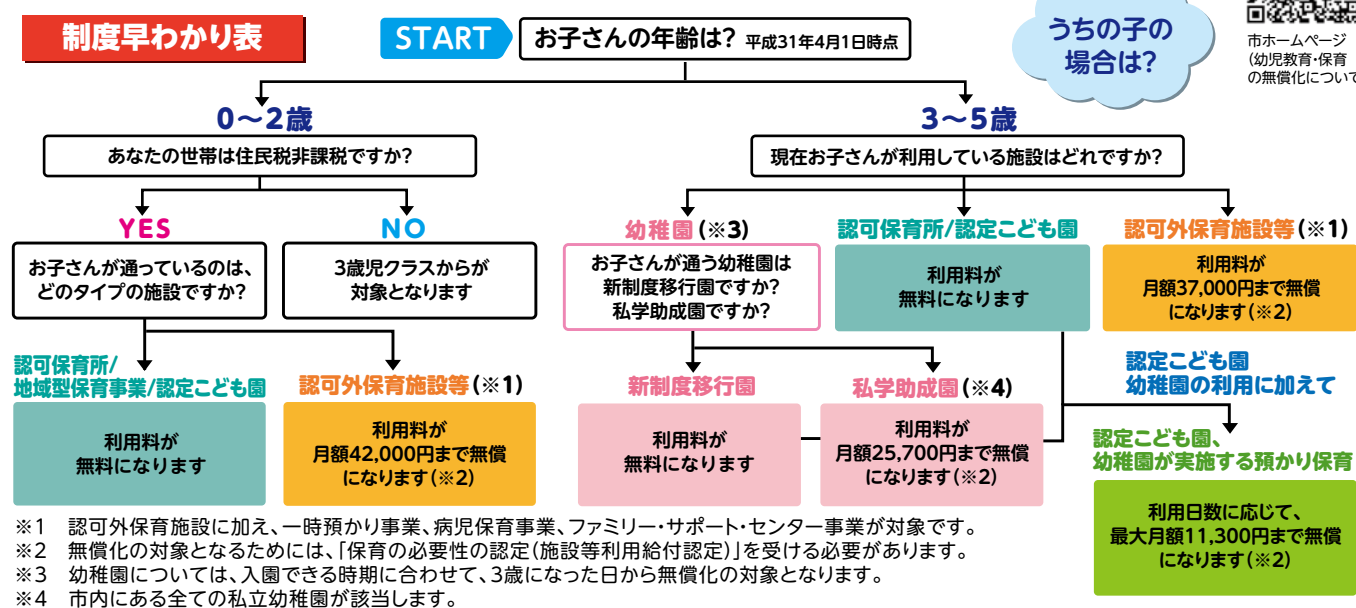 制度早わかり表
START
お子さんの年齢は? 平成31年4月1日時点
うちの子の
場合は?
市ホームページ
(幼児教育・保育
の無償化について
0〜2歳
あなたの世帯は住民税非課税ですか?
YES
お子さんが通っているのは、
どのタイプの施設ですか?
NO
3歳児クラスからが
対象となります
認可保育所/
地域型保育事業/認定こども園
利用料が
無料になります
認可外保育施設等(※1)
利用料が
月額42,000円まで無償
になります(※2)
3〜5歳
現在お子さんが利用している施設はどれですか?
幼稚園(※3)
お子さんが通う幼稚園は
新制度移行園ですか?
私学助成園ですか?
認可保育所/認定こども園
利用料が
無料になります
認可外保育施設等(※1)
利用料が
月額37,000円まで無償
になります(※2)
新制度移行園
利用料が
無料になります
私学助成園(※4)
利用料が
月額25,700円まで無償
になります(※2)
認定こども園
幼稚園の利用に加えて
認定こども園、
幼稚園が実施する預かり保育
利用日数に応じて、
最大月額11,300円まで無償
になります(※2)
※1 認可外保育施設に加え、一時預かり事業、病児保育事業、ファミリー・サポート・センター事業が対象です。
※2 無償化の対象となるためには、「保育の必要性の認定(施設等利用給付認定)」を受ける必要があります。
※3 幼稚園については、入園できる時期に合わせて、3歳になった日から無償化の対象となります。
※4 市内にある全ての私立幼稚園が該当します。